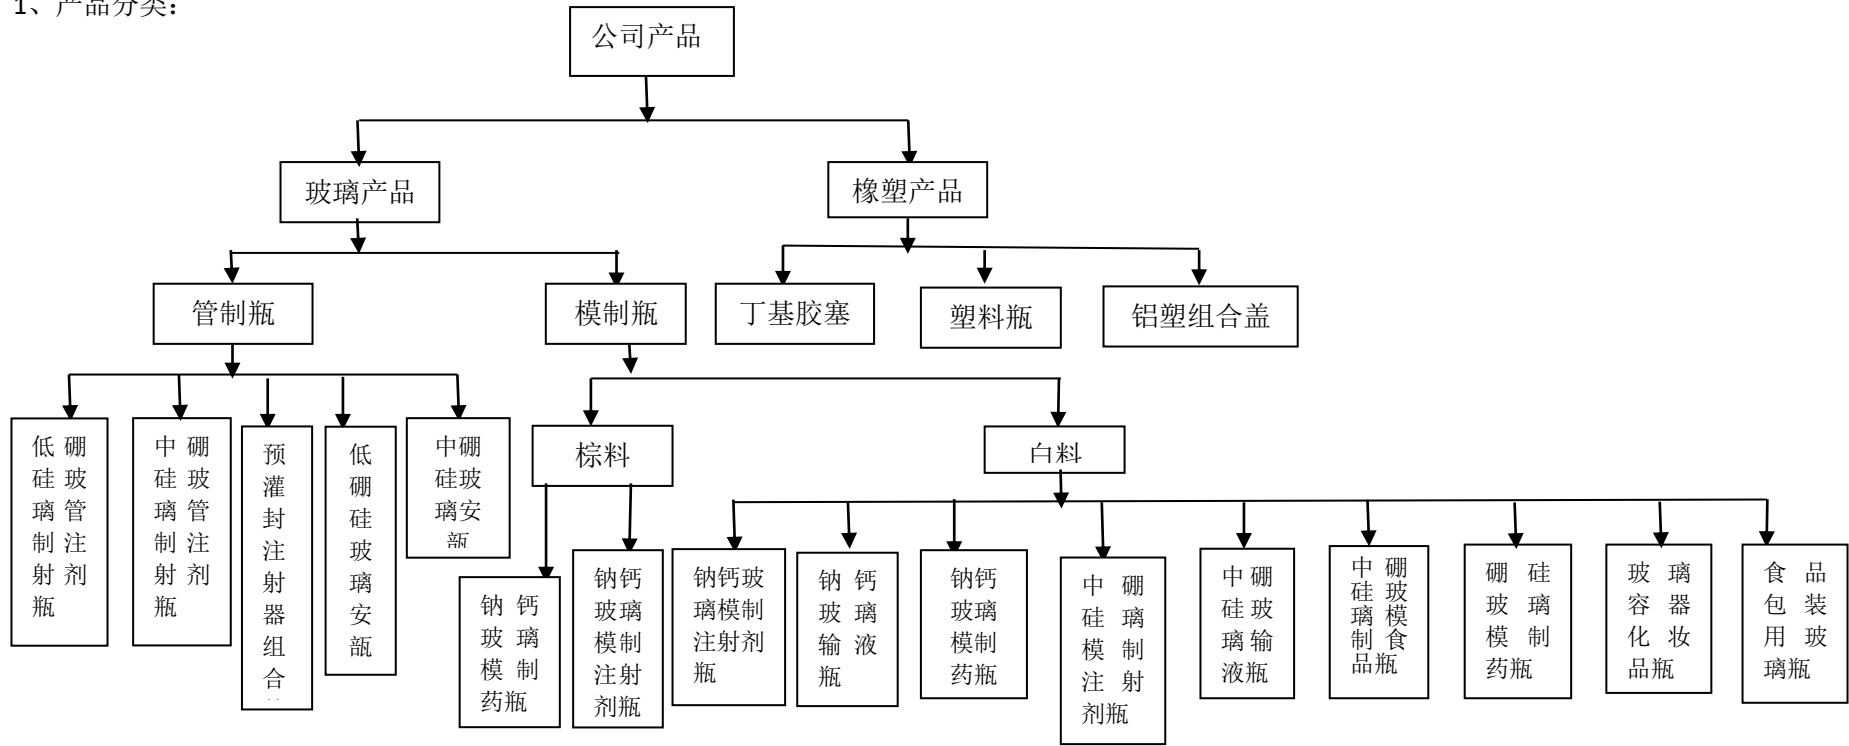 1、产品分类：
公司产品
玻璃产品
橡塑产品
管制瓶
模制瓶
丁基胶塞
塑料瓶
铝塑组合盖
低硼
硅玻
璃管
制注
射剂
瓶
中硼
硅玻
璃管
制注
射剂
瓶
预
灌
封
注
射
器
组
合
低
硼
硅
玻
璃
安
瓿
中硼
硅玻
璃安
瓿
棕料
白料
钠钙
玻璃
模制
药瓶
钠钙
玻璃
模制
注射
剂瓶
钠钙玻
璃模制
注射剂
瓶
钠钙
玻璃
输液
瓶
钠钙
玻璃
模制
药瓶
中硼
硅璃
模制
注射
剂瓶
中硼
硅玻
璃输
液瓶
中硼
硅玻
璃模
制食
品瓶
硼硅
玻璃
模制
药瓶
玻璃
容器
化妆
品瓶
食品
包装
用玻
璃瓶